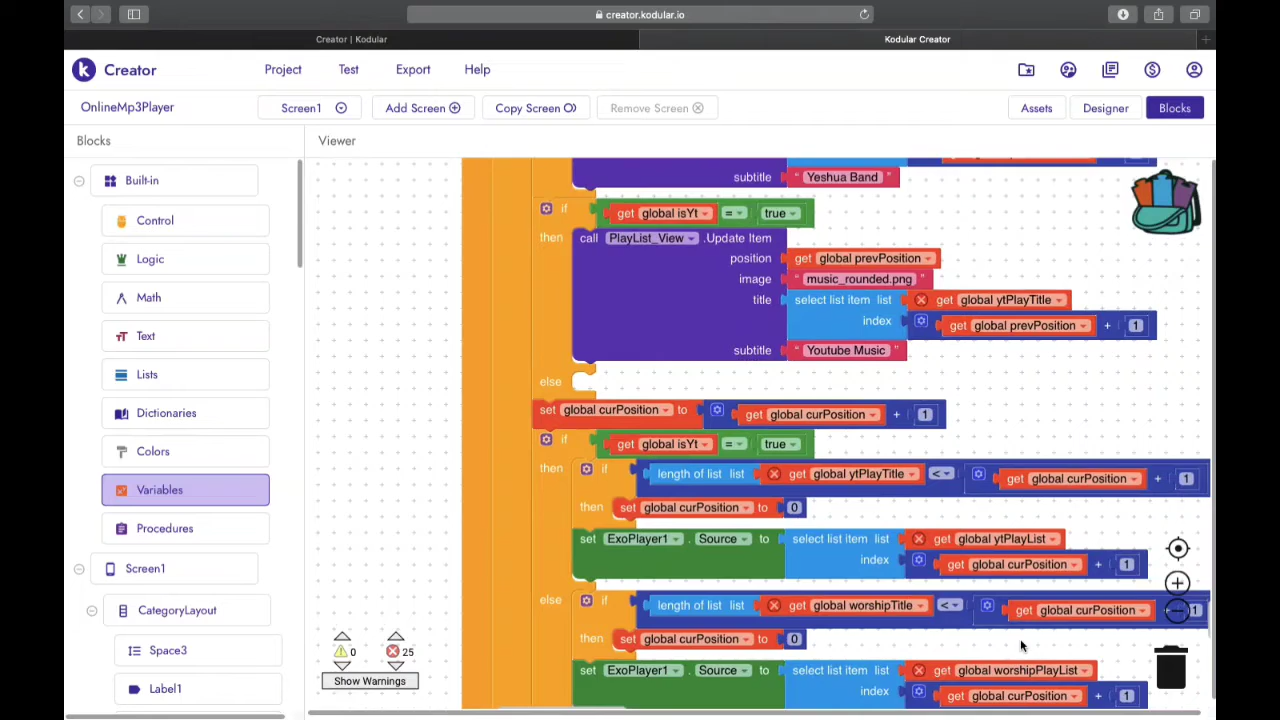 creator.kodular.io
Creator | Kodular
Kodular Creator
Creator
Project
Test
Export
Help
OnlineMp3Player
Screen1
Add Screen
Copy Screen
Remove Screen
Assets
Designer
Blocks
Blocks
Viewer
Built-in
Control
Logic
Math
Text
Lists
Dictionaries
Colors
Variables
Procedures
Screen1
CategoryLayout
Space3
Label1
subtitle " Yeshua Band "
if get global isYt = true
then call PlayList_View .Update Item
position get global prevPosition
image " music_rounded.png "
title select list item list get global ytPlayTitle
index get global prevPosition + 1
subtitle " Youtube Music "
else
set global curPosition to get global curPosition + 1
if get global isYt = true
then if length of list list get global ytPlayTitle < get global curPosition + 1
then set global curPosition to 0
set ExoPlayer1 . Source to select list item list get global ytPlayList
index get global curPosition + 1
else if length of list list get global worshipTitle < get global curPosition + 1
then set global curPosition to 0
set ExoPlayer1 . Source to select list item list get global worshipPlayList
index get global curPosition + 1
0 25
Show Warnings